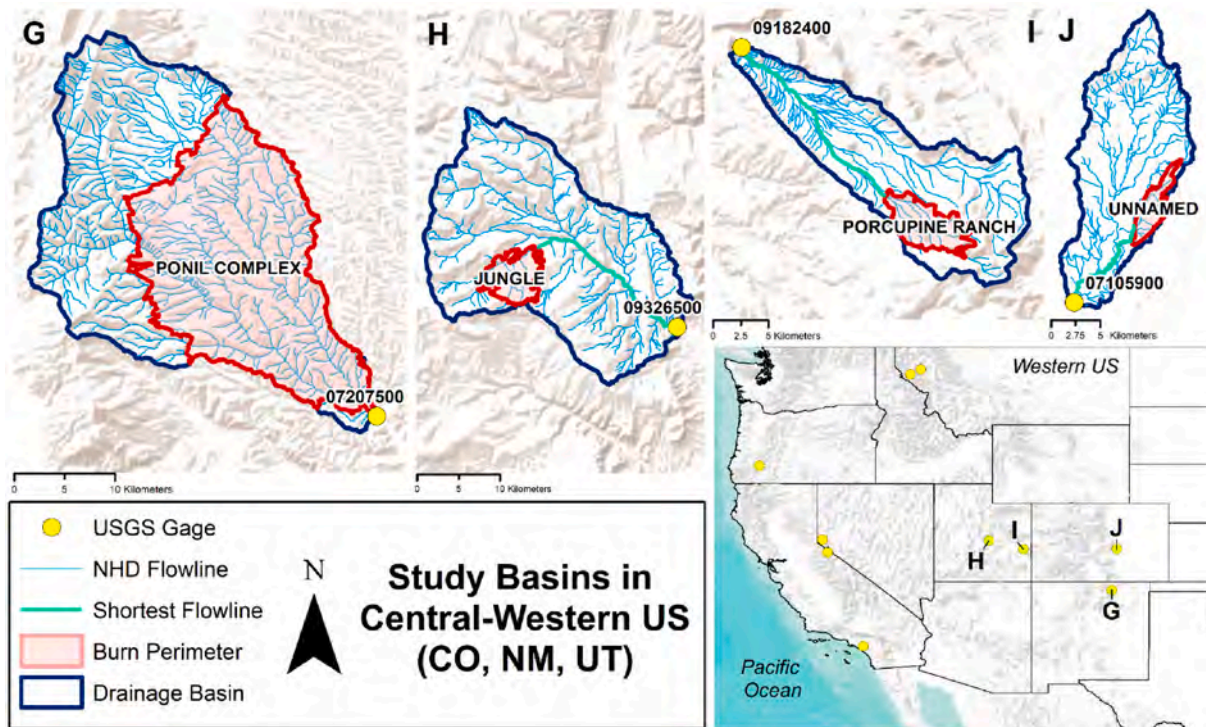 G
PONIL COMPLEX
07207500
0 5 10 Kilometers
H
JUNGLE
09326500
0 5 10 Kilometers
09182400
I
PORCUPINE RANCH
0 2.5 5 Kilometers
J
UNNAMED
07105900
0 2.75 5 Kilometers
USGS Gage
NHD Flowline
Shortest Flowline
Burn Perimeter
Drainage Basin
N
Study Basins in
Central-Western US
(CO, NM, UT)
Western US
H
I
J
G
Pacific
Ocean